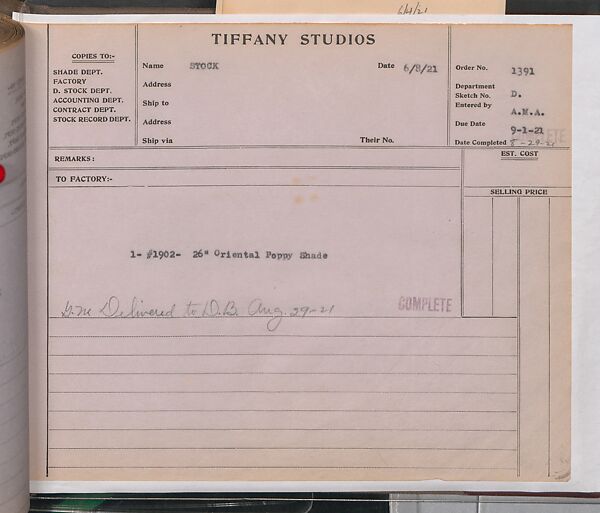 6/4/21
TIFFANY STUDIOS
COPIES TO:-
SHADE DEPT.
FACTORY
D. STOCK DEPT.
ACCOUNTING DEPT.
CONTRACT DEPT.
STOCK RECORD DEPT.
Name STOCK Date 6/8/21
Address
Ship to
Address
Ship via Their No.
Order No. 1391
Department
Sketch No. D.
Entered by A.M.A.
Due Date 9-1-21
Date Completed 8-29-21
REMARKS:
EST. COST
TO FACTORY:-
SELLING PRICE
1- #1902- 26" Oriental Poppy Shade
Delivered to D.B. Aug. 29-21
COMPLETE